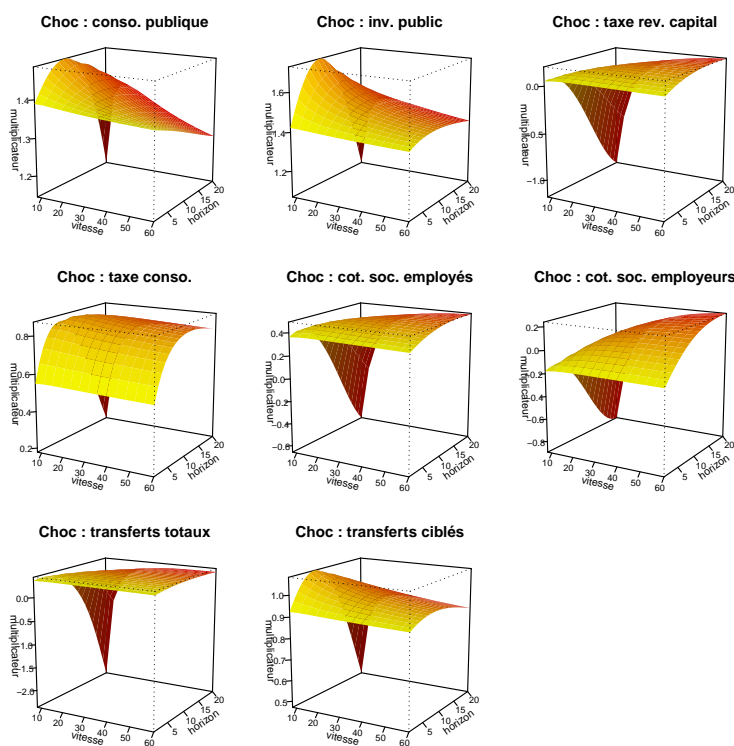 Choc : conso. publique
multiplicateur
1.4
1.3
1.2
10 20 30 40 50 60
vitesse
5 10 15 20
horizon
Choc : inv. public
multiplicateur
1.6
1.4
1.2
10 20 30 40 50 60
vitesse
5 10 15 20
horizon
Choc : taxe rev. capital
multiplicateur
0.0
−0.5
−1.0
10 20 30 40 50 60
vitesse
5 10 15 20
horizon
Choc : taxe conso.
multiplicateur
0.8
0.6
0.4
0.2
10 20 30 40 50 60
vitesse
5 10 15 20
horizon
Choc : cot. soc. employés
multiplicateur
0.4
0.2
0.0
−0.2
−0.4
−0.6
10 20 30 40 50 60
vitesse
5 10 15 20
horizon
Choc : cot. soc. employeurs
multiplicateur
0.2
0.0
−0.2
−0.4
−0.6
−0.8
10 20 30 40 50 60
vitesse
5 10 15 20
horizon
Choc : transferts totaux
multiplicateur
0.0
−0.5
−1.0
−1.5
−2.0
10 20 30 40 50 60
vitesse
5 10 15 20
horizon
Choc : transferts ciblés
multiplicateur
1.0
0.9
0.8
0.7
0.6
0.5
10 20 30 40 50 60
vitesse
5 10 15 20
horizon